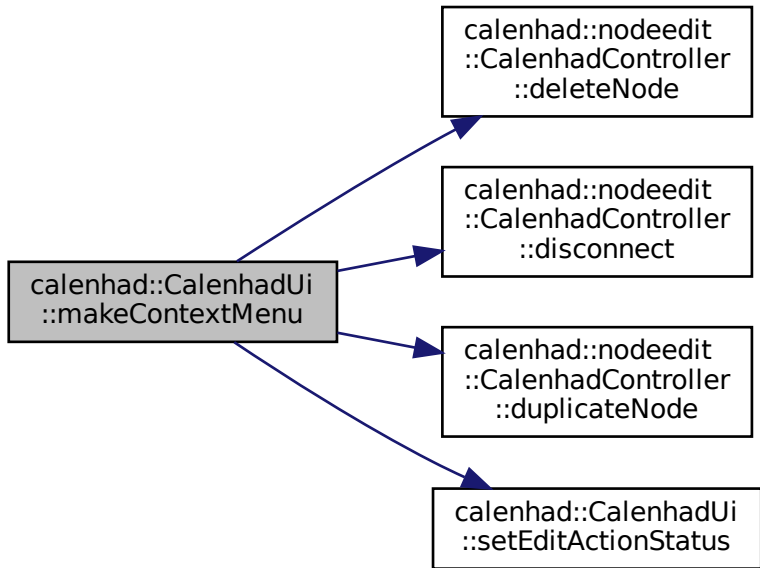 calenhad::nodeedit
::CalenhadController
::deleteNode
calenhad::nodeedit
::CalenhadController
::disconnect
calenhad::CalenhadUi
::makeContextMenu
calenhad::nodeedit
::CalenhadController
::duplicateNode
calenhad::CalenhadUi
::setEditActionStatus